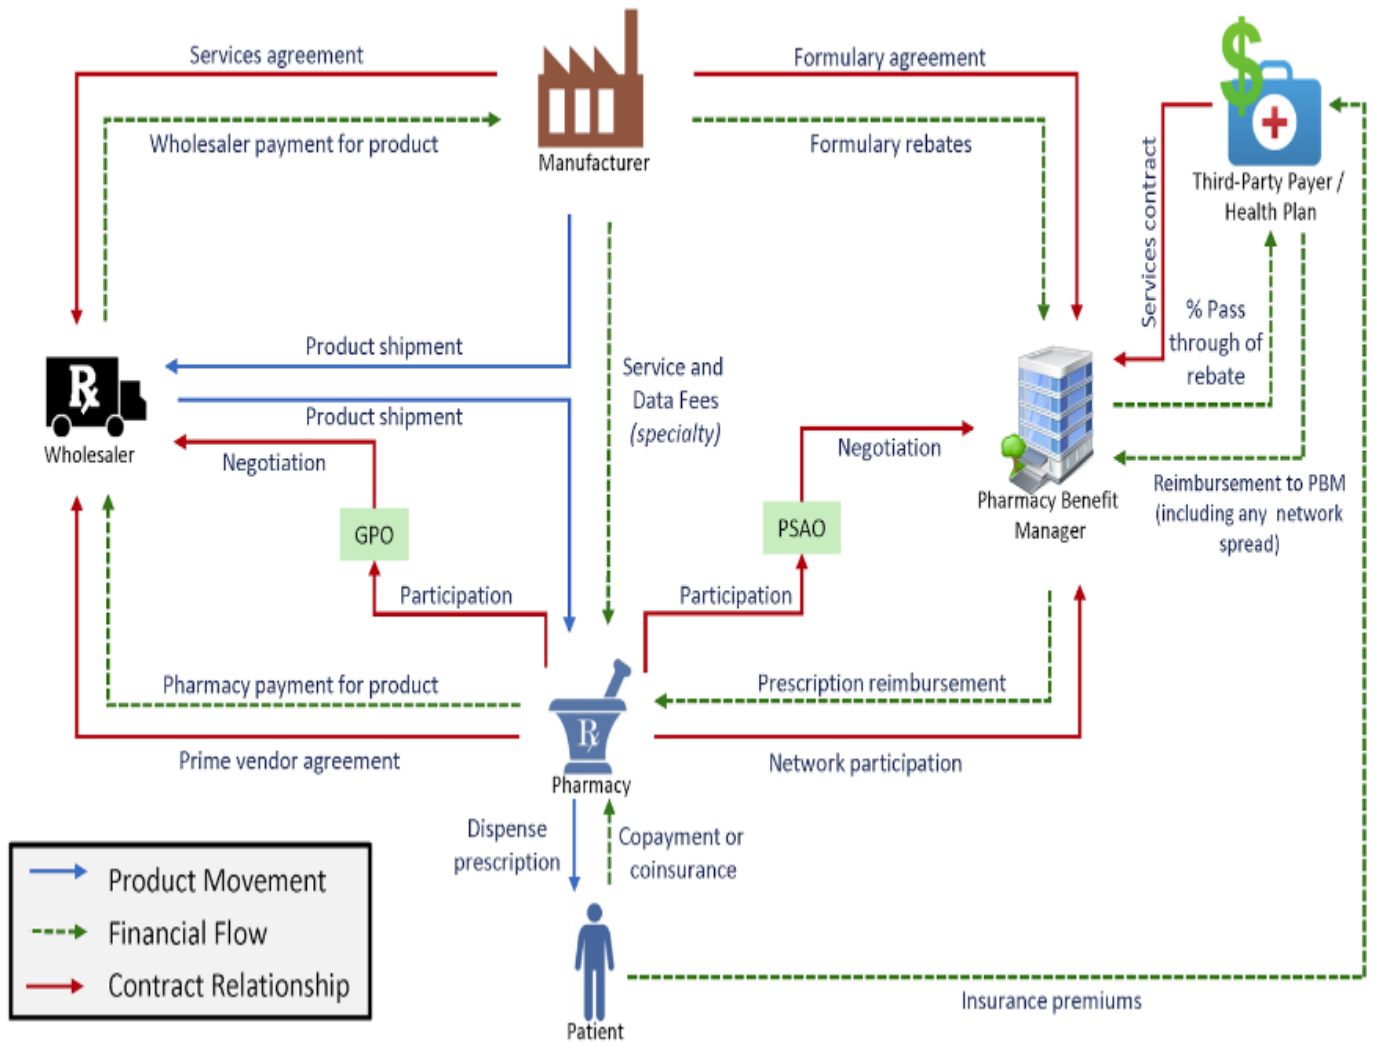 Services agreement
Wholesaler payment for product
Manufacturer
Formulary agreement
Formulary rebates
Third-Party Payer /
Health Plan
Services contract
% Pass
through of
rebate
Product shipment
Product shipment
Service and
Data Fees
(specialty)
Rx
Wholesaler
Negotiation
Negotiation
Pharmacy Benefit
Manager
Reimbursement to PBM
(including any network
spread)
GPO
PSAO
Participation
Participation
Pharmacy payment for product
Prescription reimbursement
Rx
Prime vendor agreement
Network participation
Pharmacy
Dispense
prescription
Copayment or
coinsurance
Product Movement
Financial Flow
Contract Relationship
Insurance premiums
Patient